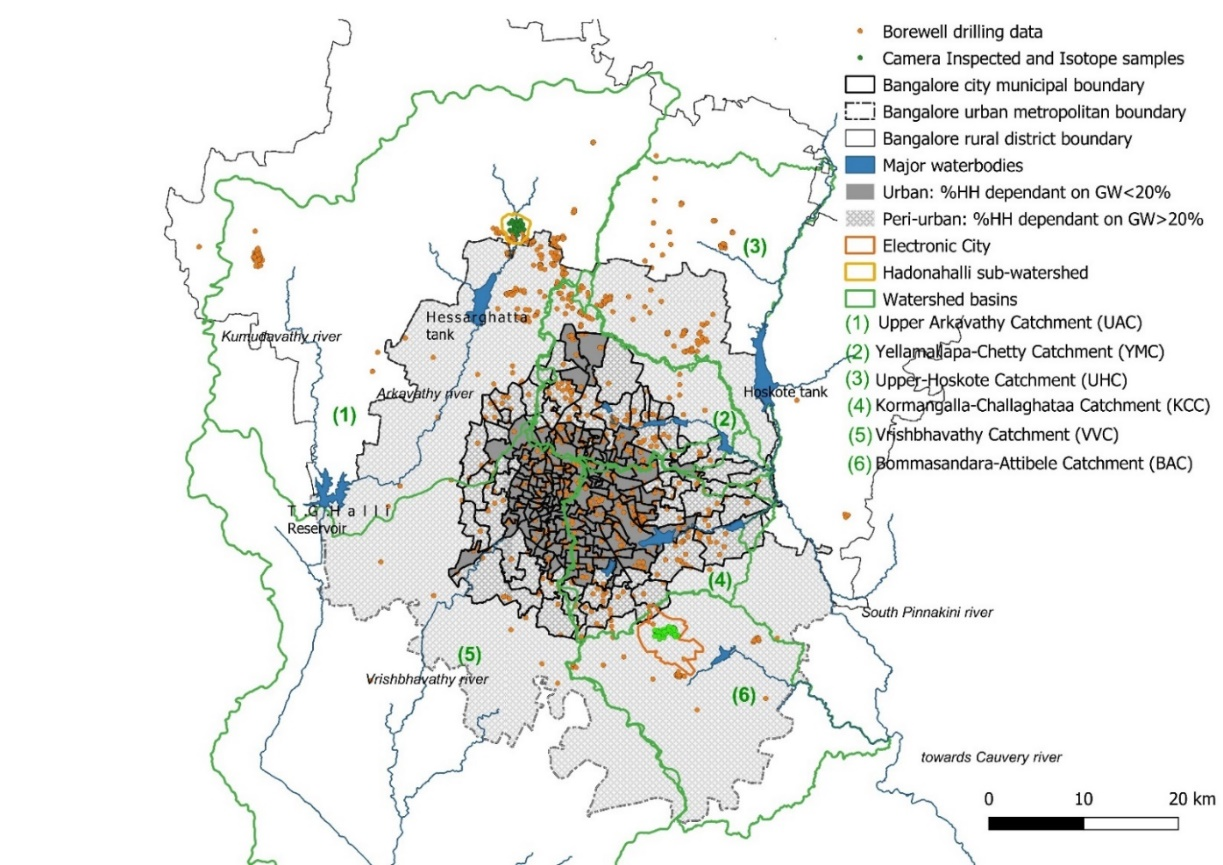 Borewell drilling data
Camera Inspected and Isotope samples
Bangalore city municipal boundary
Bangalore urban metropolitan boundary
Bangalore rural district boundary
Major waterbodies
Urban: %HH dependant on GW<20%
Peri-urban: %HH dependant on GW>20%
Electronic City
Hadonahalli sub-watershed
Watershed basins
(1) Upper Arkavathy Catchment (UAC)
(2) Yellamallapa-Chetty Catchment (YMC)
(3) Upper-Hoskote Catchment (UHC)
(4) Kormangalla-Challaghataa Catchment (KCC)
(5) Vrishbhavathy Catchment (VVC)
(6) Bommasandara-Attibele Catchment (BAC)
(3)
Hessarghatta
tank
Kumudavathy river
Arkavathy river
Hoskote tank
(1)
(2)
T G Halli
Reservoir
(4)
South Pinnakini river
(5)
Vrishbhavathy river
(6)
towards Cauvery river
0 10 20 km